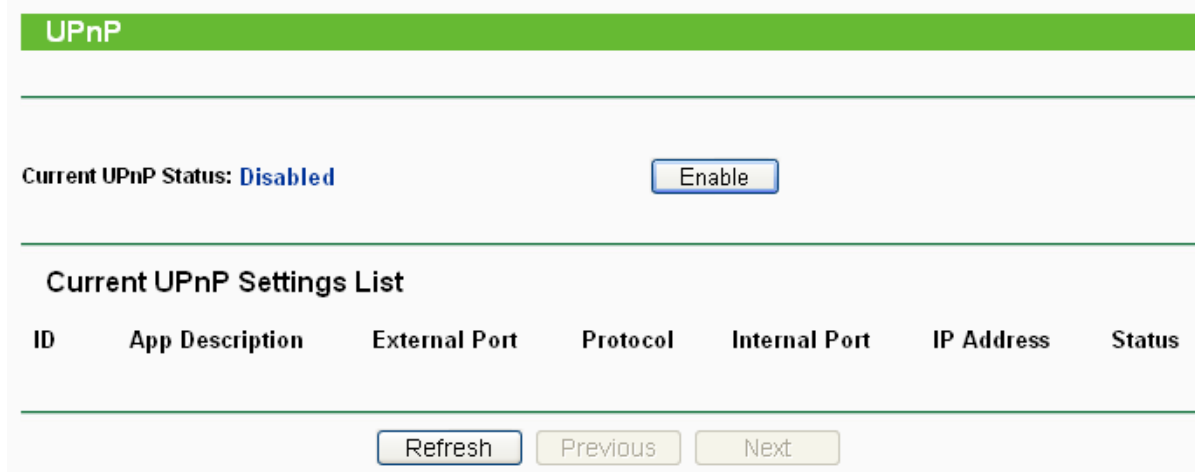 UPnP
Current UPnP Status: Disabled Enable
Current UPnP Settings List
ID App Description External Port Protocol Internal Port IP Address Status
Refresh Previous Next